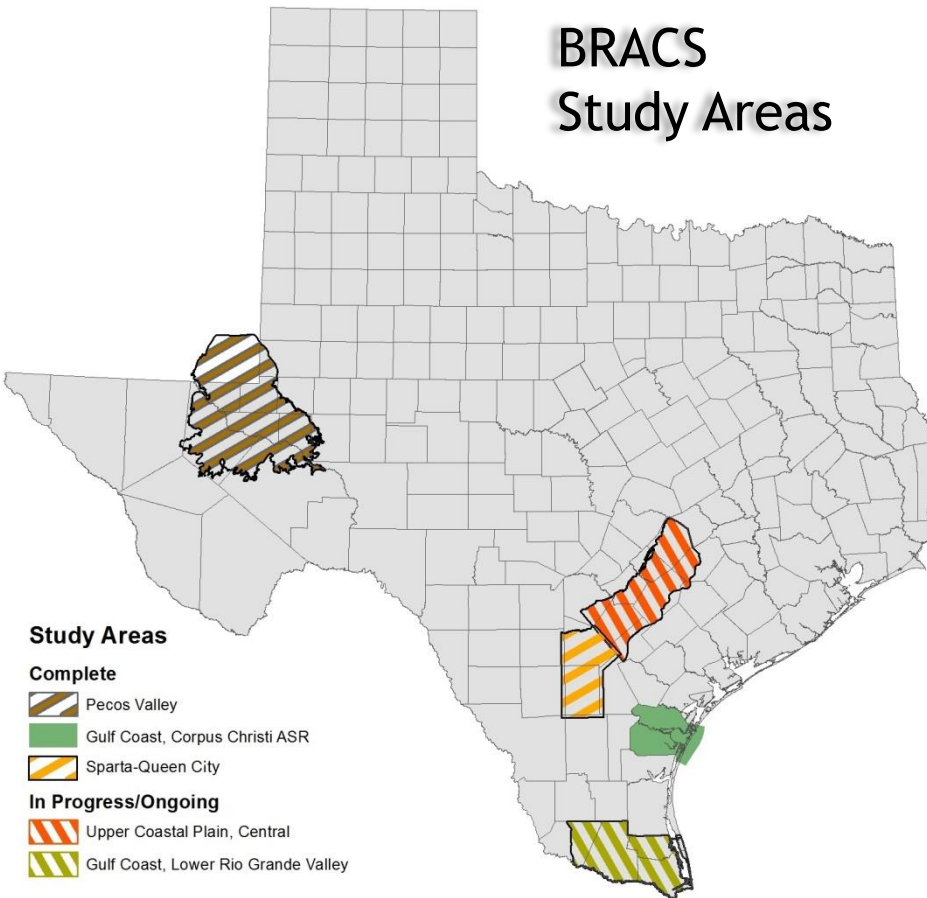 BRACS
Study Areas
Study Areas
Complete
Pecos Valley
Gulf Coast, Corpus Christi ASR
Sparta-Queen City
In Progress/Ongoing
Upper Coastal Plain, Central
Gulf Coast, Lower Rio Grande Valley